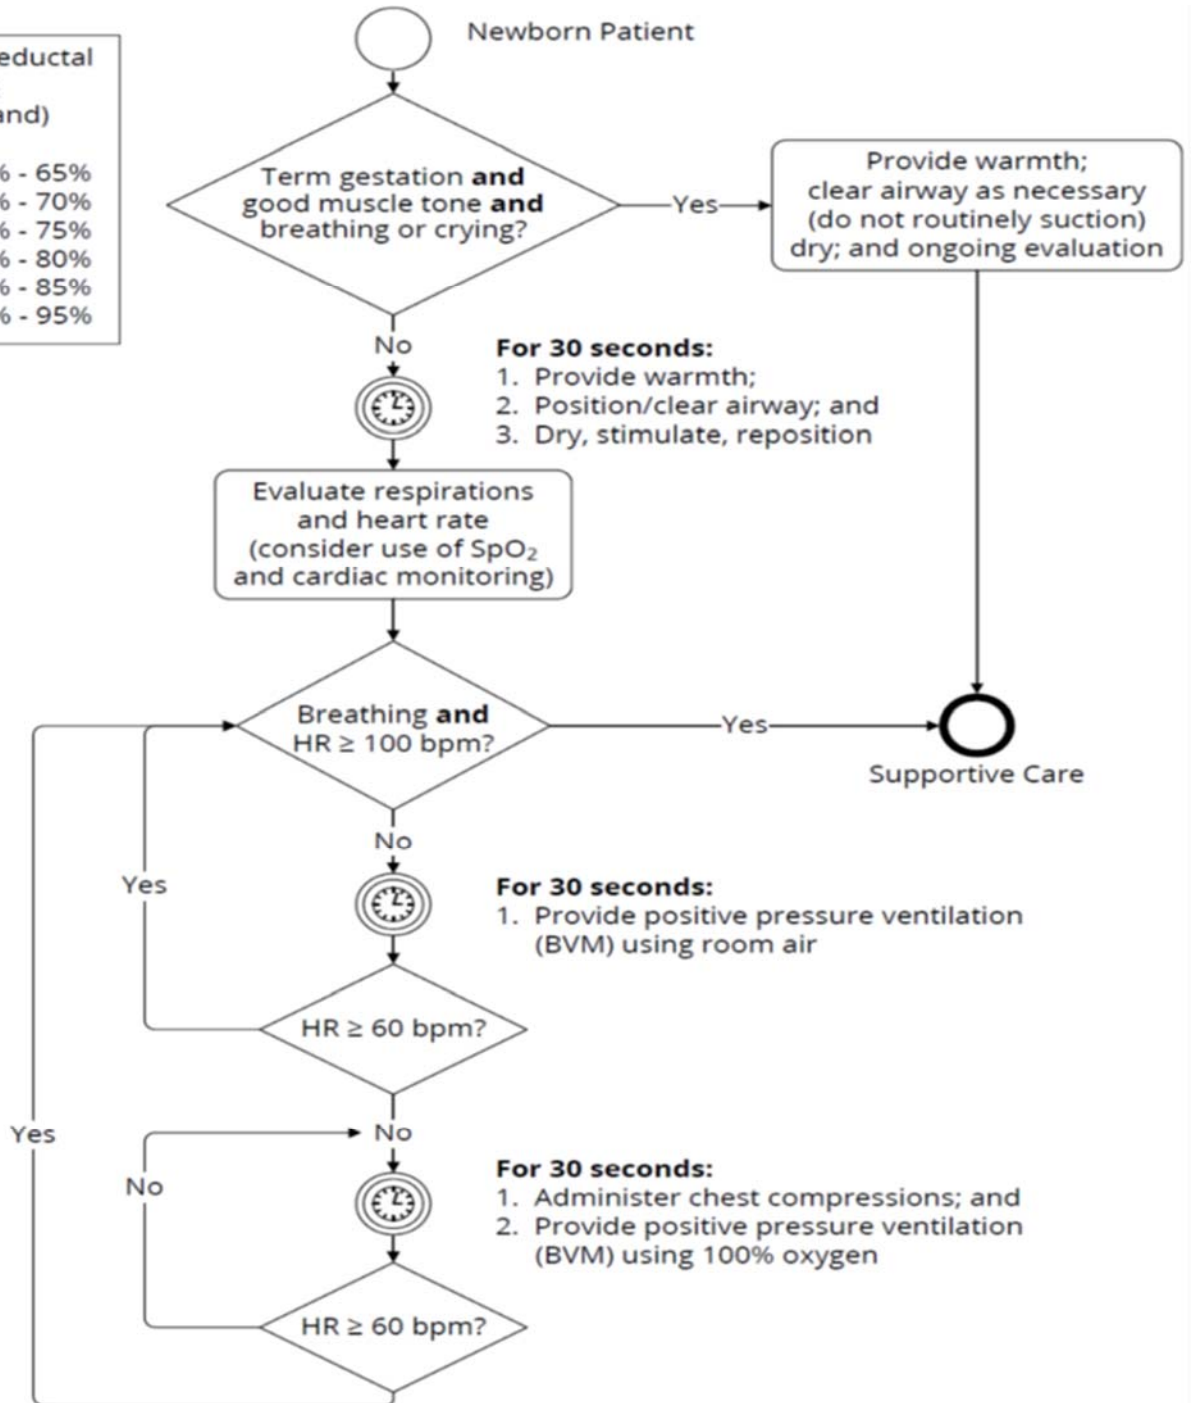 Newborn Patient
eductal
and)
% - 65%
% - 70%
% - 75%
% - 80%
% - 85%
% - 95%
Term gestation and
good muscle tone and
breathing or crying?
Yes
Provide warmth;
clear airway as necessary
(do not routinely suction)
dry; and ongoing evaluation
No
For 30 seconds:
1. Provide warmth;
2. Position/clear airway; and
3. Dry, stimulate, reposition
Evaluate respirations
and heart rate
(consider use of SpO₂
and cardiac monitoring)
Breathing and
HR ≥ 100 bpm?
Yes
Supportive Care
No
Yes
For 30 seconds:
1. Provide positive pressure ventilation
(BVM) using room air
HR ≥ 60 bpm?
Yes
No
No
For 30 seconds:
1. Administer chest compressions; and
2. Provide positive pressure ventilation
(BVM) using 100% oxygen
HR ≥ 60 bpm?